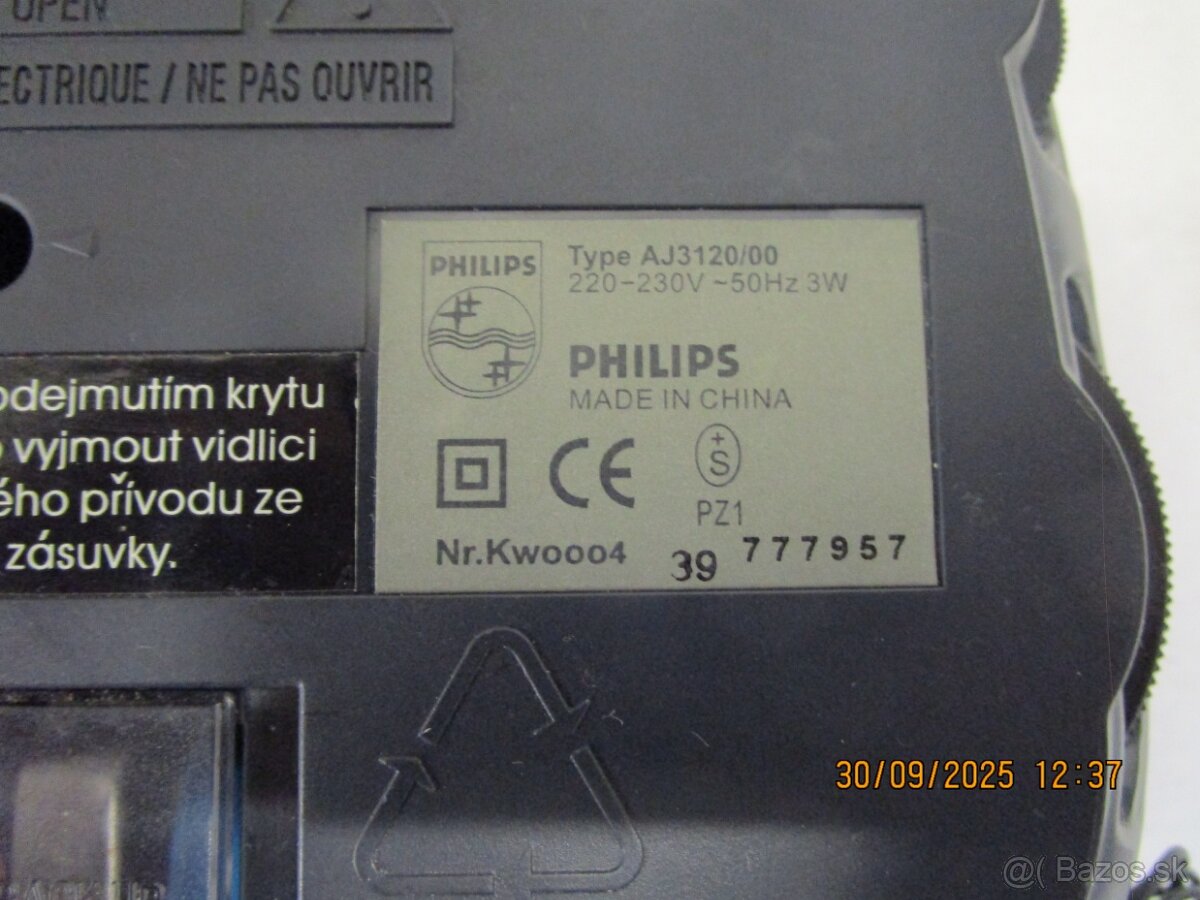 OPEN
ECTRIQUE / NE PAS OUVRIR
PHILIPS
Type AJ3120/00
220-230V ~50Hz 3W
PHILIPS
MADE IN CHINA
odejmutím krytu
vyjmout vidlici
ého přívodu ze
zásuvky.
CE
+
S
PZ1
Nr.Kwooo4 39 777957
30/09/2025 12:37
@( Bazos.sk